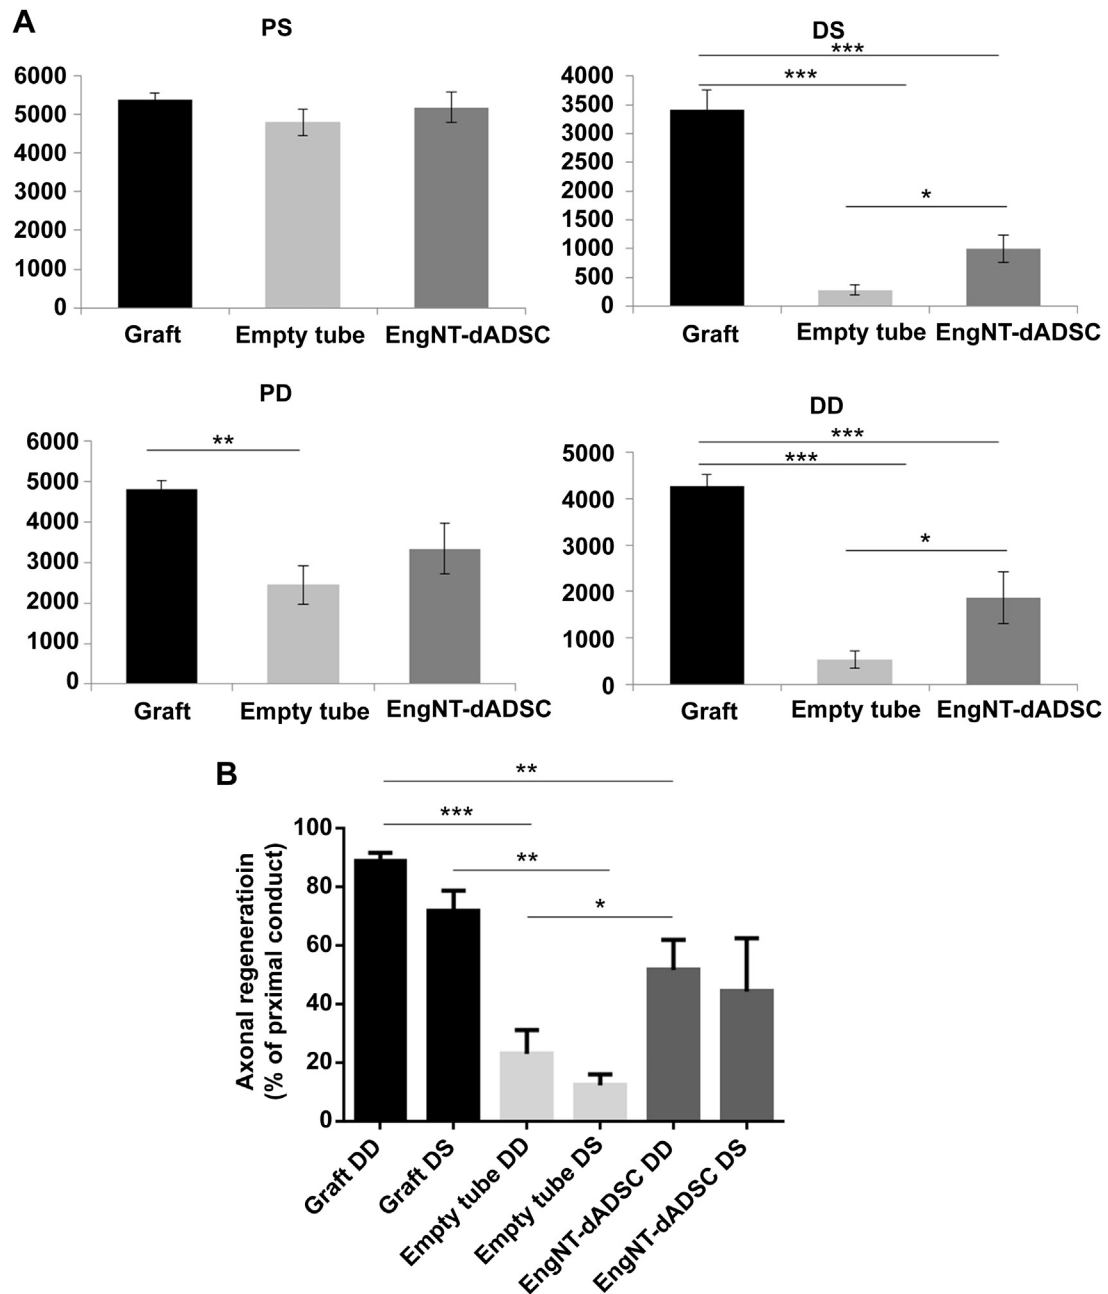 A
PS
6000
5000
4000
3000
2000
1000
0
Graft Empty tube EngNT-dADSC
DS
***
***
*
4000
3500
3000
2500
2000
1500
1000
500
0
Graft Empty tube EngNT-dADSC
PD
**
6000
5000
4000
3000
2000
1000
0
Graft Empty tube EngNT-dADSC
DD
***
***
*
5000
4000
3000
2000
1000
0
Graft Empty tube EngNT-dADSC
B
**
***
**
*
Axonal regeneratioin
(% of prximal conduct)
100
80
60
40
20
0
Graft DD
Graft DS
Empty tube DD
Empty tube DS
EngNT-dADSC DD
EngNT-dADSC DS